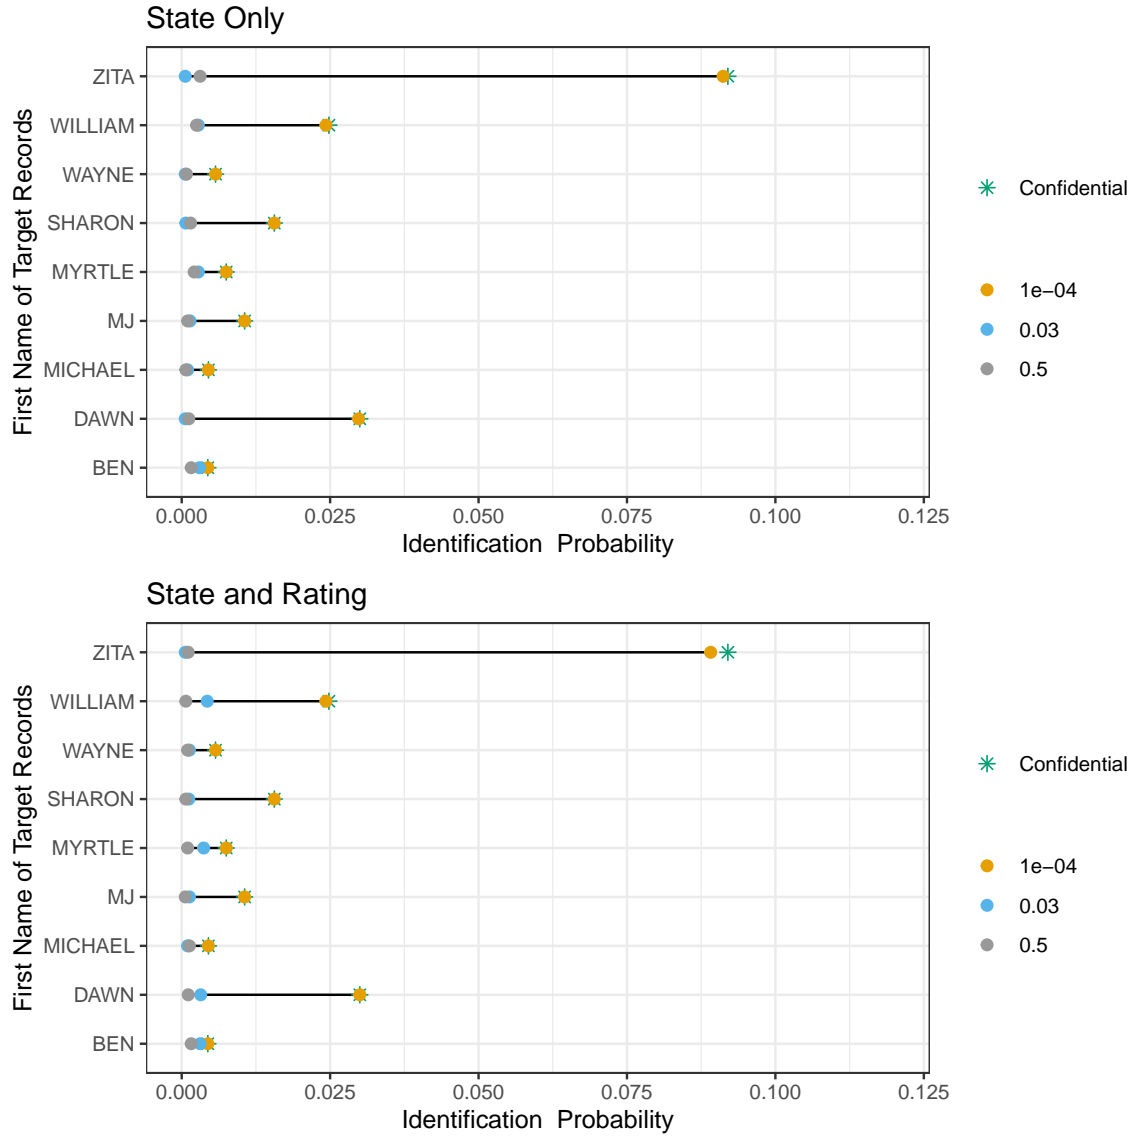 State Only
First Name of Target Records
ZITA
WILLIAM
WAYNE
SHARON
MYRTLE
MJ
MICHAEL
DAWN
BEN
0.000 0.025 0.050 0.075 0.100 0.125
Identification Probability
Confidential
1e−04
0.03
0.5
State and Rating
First Name of Target Records
ZITA
WILLIAM
WAYNE
SHARON
MYRTLE
MJ
MICHAEL
DAWN
BEN
0.000 0.025 0.050 0.075 0.100 0.125
Identification Probability
Confidential
1e−04
0.03
0.5